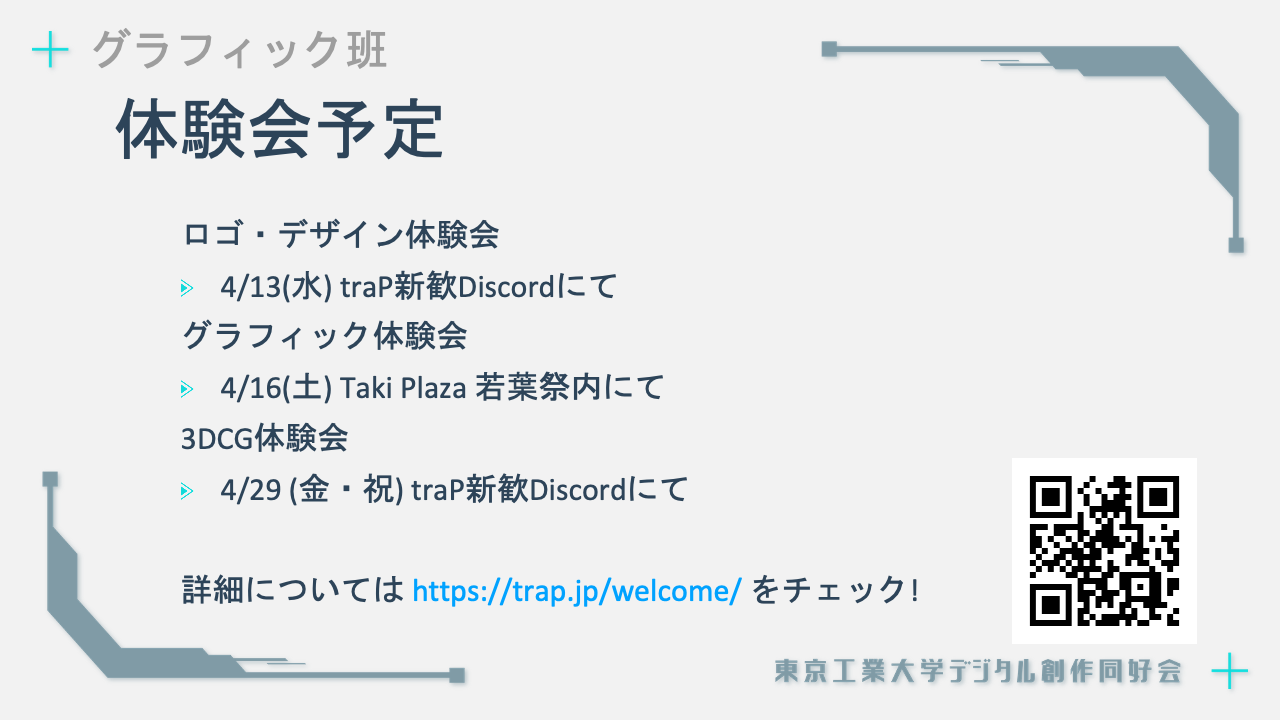 グラフィック班
体験会予定
ロゴ・デザイン体験会
4/13(水) traP新歓Discordにて
グラフィック体験会
4/16(土) Taki Plaza 若葉祭内にて
3DCG体験会
4/29 (金・祝) traP新歓Discordにて
詳細については https://trap.jp/welcome/ をチェック!
東京工業大学デジタル創作同好会